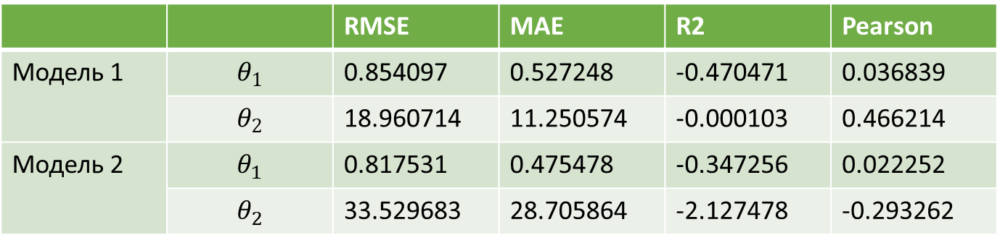 RMSE MAE R2 Pearson
Модель 1 θ₁ 0.854097 0.527248 -0.470471 0.036839
θ₂ 18.960714 11.250574 -0.000103 0.466214
Модель 2 θ₁ 0.817531 0.475478 -0.347256 0.022252
θ₂ 33.529683 28.705864 -2.127478 -0.293262